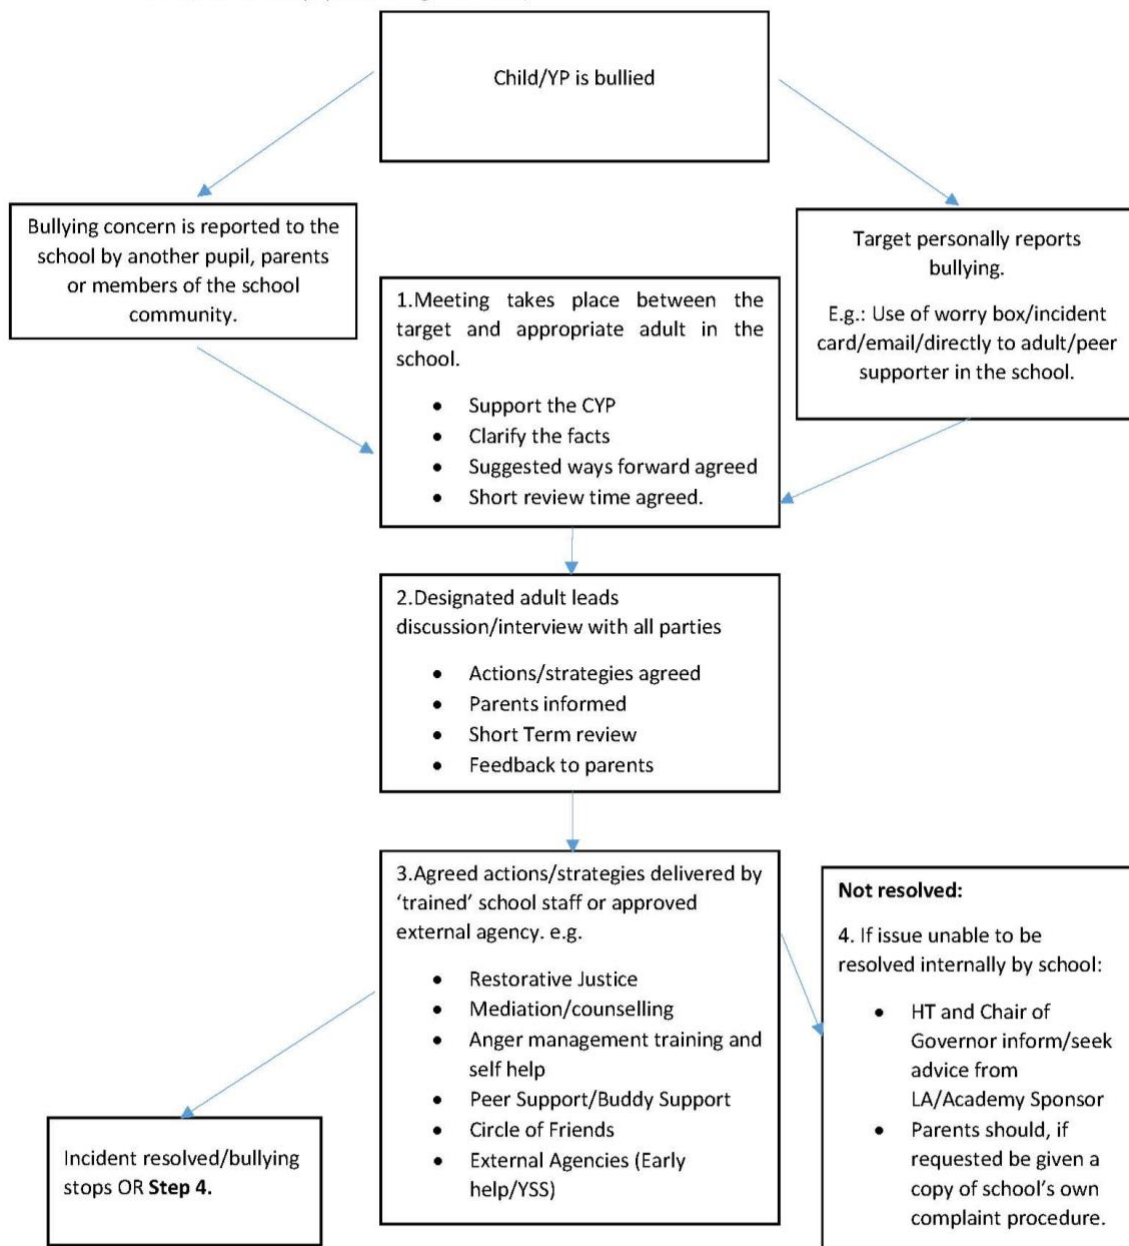 Child/YP is bullied
Bullying concern is reported to the
school by another pupil, parents
or members of the school
community.
Target personally reports
bullying.
E.g.: Use of worry box/incident
card/email/directly to adult/peer
supporter in the school.
1.Meeting takes place between the
target and appropriate adult in the
school.
• Support the CYP
• Clarify the facts
• Suggested ways forward agreed
• Short review time agreed.
2.Designated adult leads
discussion/interview with all parties
• Actions/strategies agreed
• Parents informed
• Short Term review
• Feedback to parents
3.Agreed actions/strategies delivered by
‘trained’ school staff or approved
external agency. e.g.
• Restorative Justice
• Mediation/counselling
• Anger management training and
self help
• Peer Support/Buddy Support
• Circle of Friends
• External Agencies (Early
help/YSS)
Not resolved:
4. If issue unable to be
resolved internally by school:
• HT and Chair of
Governor inform/seek
advice from
LA/Academy Sponsor
• Parents should, if
requested be given a
copy of school’s own
complaint procedure.
Incident resolved/bullying
stops OR Step 4.